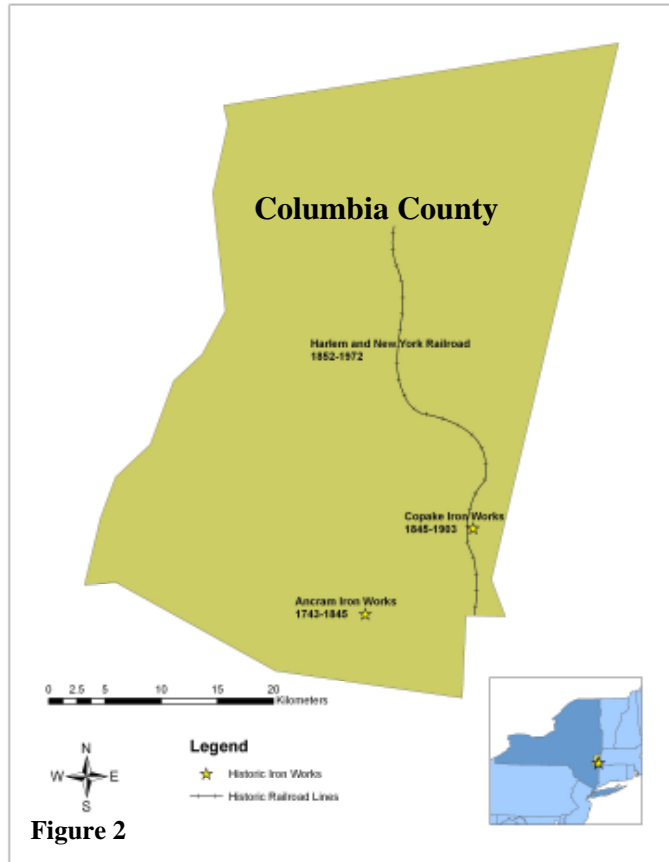 Columbia County
Harlem and New York Railroad
1852-1972
Copake Iron Works
1845-1903
Ancram Iron Works
1743-1845
0 2.5 5 10 15 20
Kilometers
N
W E
S
Legend
Historic Iron Works
Historic Railroad Lines
Figure 2